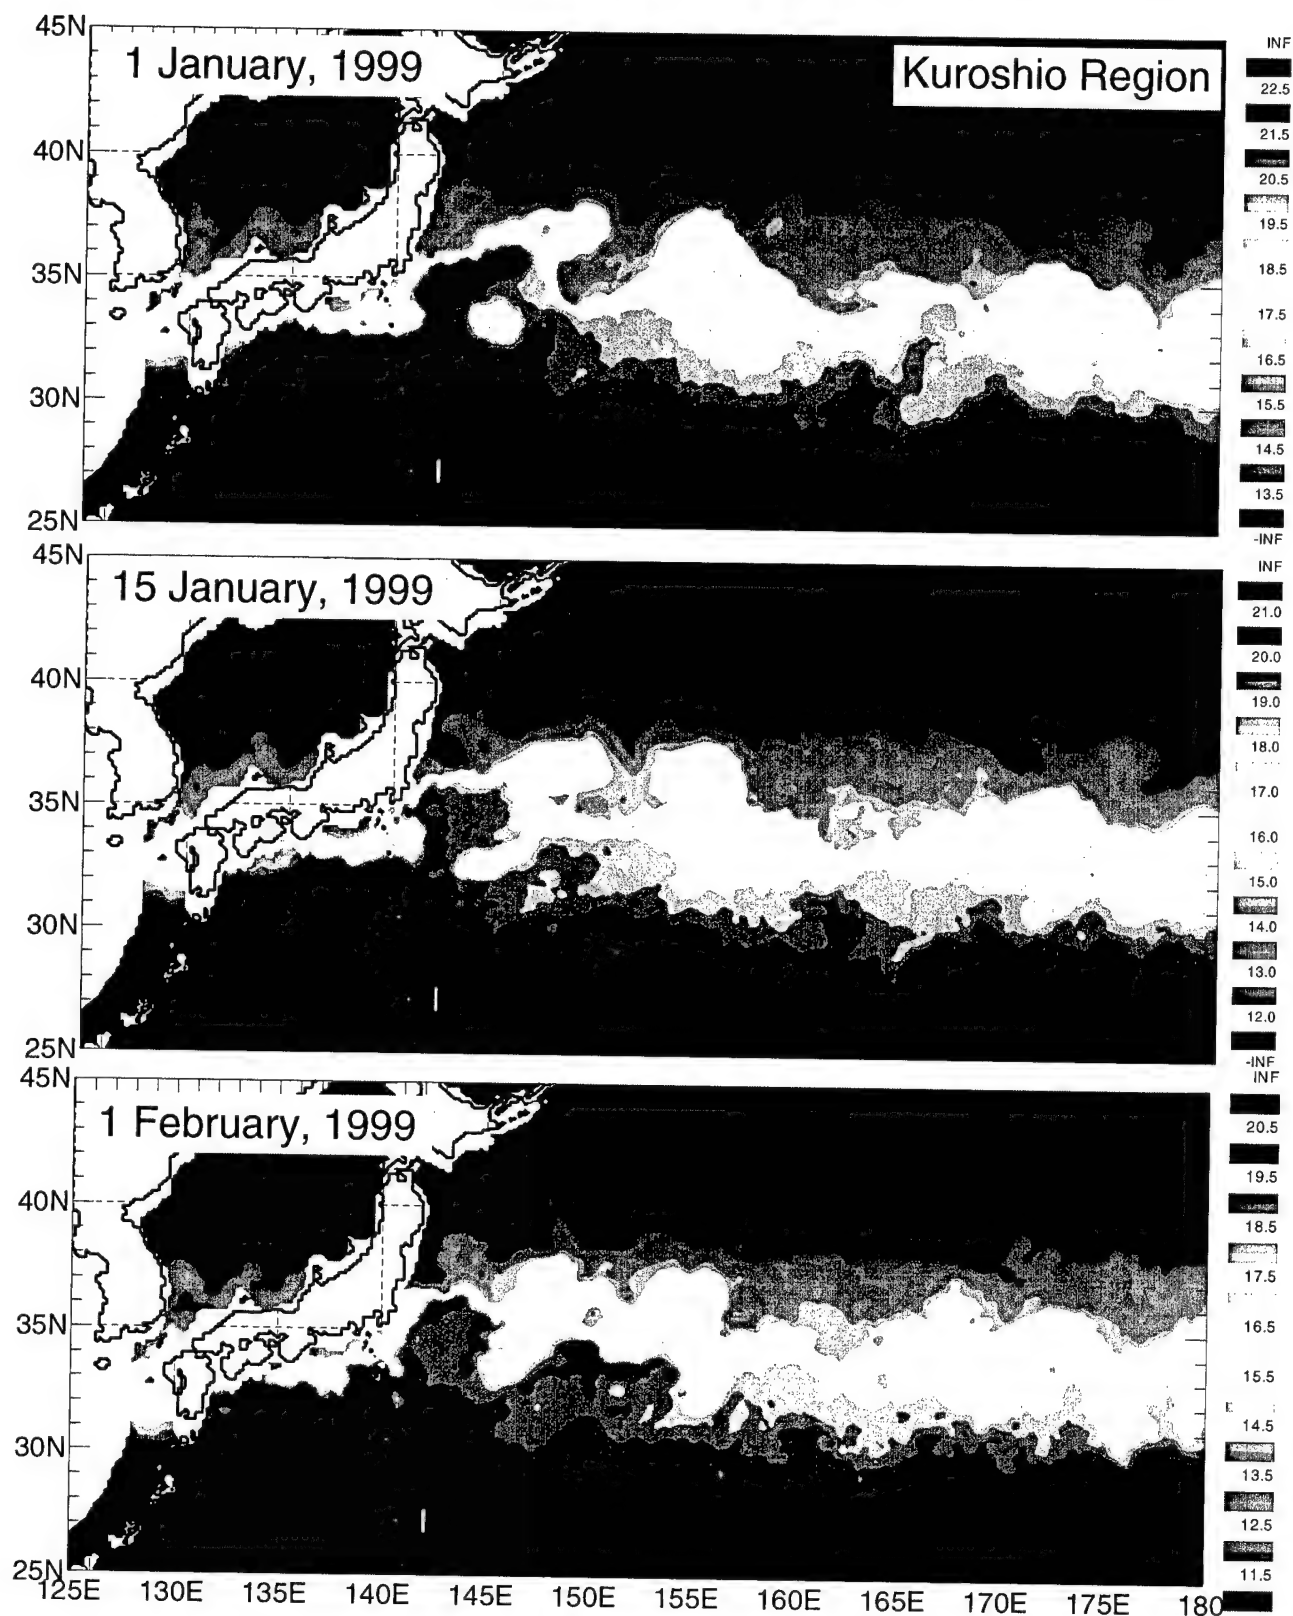 45N
1 January, 1999
Kuroshio Region
40N
35N
30N
25N
INF
22.5
21.5
20.5
19.5
18.5
17.5
16.5
15.5
14.5
13.5
-INF
45N
15 January, 1999
40N
35N
30N
25N
INF
21.0
20.0
19.0
18.0
17.0
16.0
15.0
14.0
13.0
12.0
-INF
45N
1 February, 1999
40N
35N
30N
25N
INF
20.5
19.5
18.5
17.5
16.5
15.5
14.5
13.5
12.5
11.5
125E 130E 135E 140E 145E 150E 155E 160E 165E 170E 175E 180